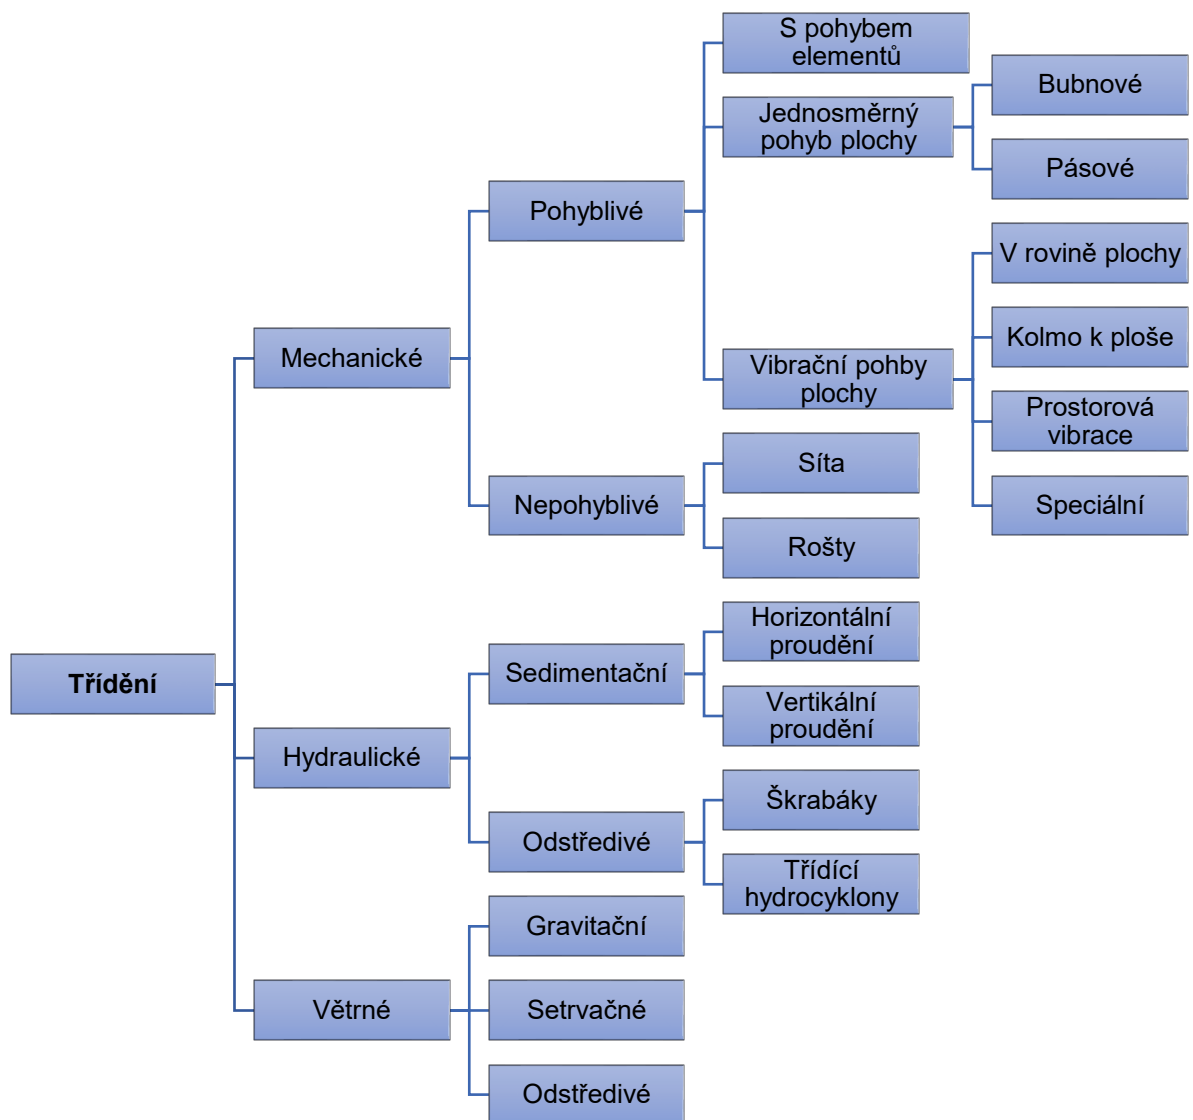 S pohybem
elementů
Bubnové
Jednosměrný
pohyb plochy
Pásové
Pohyblivé
V rovině plochy
Kolmo k ploše
Mechanické
Vibrační pohby
plochy
Prostorová
vibrace
Síta
Nepohyblivé
Speciální
Rošty
Horizontální
proudění
Sedimentační
Třídění
Vertikální
proudění
Hydraulické
Škrabáky
Odstředivé
Třídící
hydrocyklony
Gravitační
Větrné
Setrvačné
Odstředivé